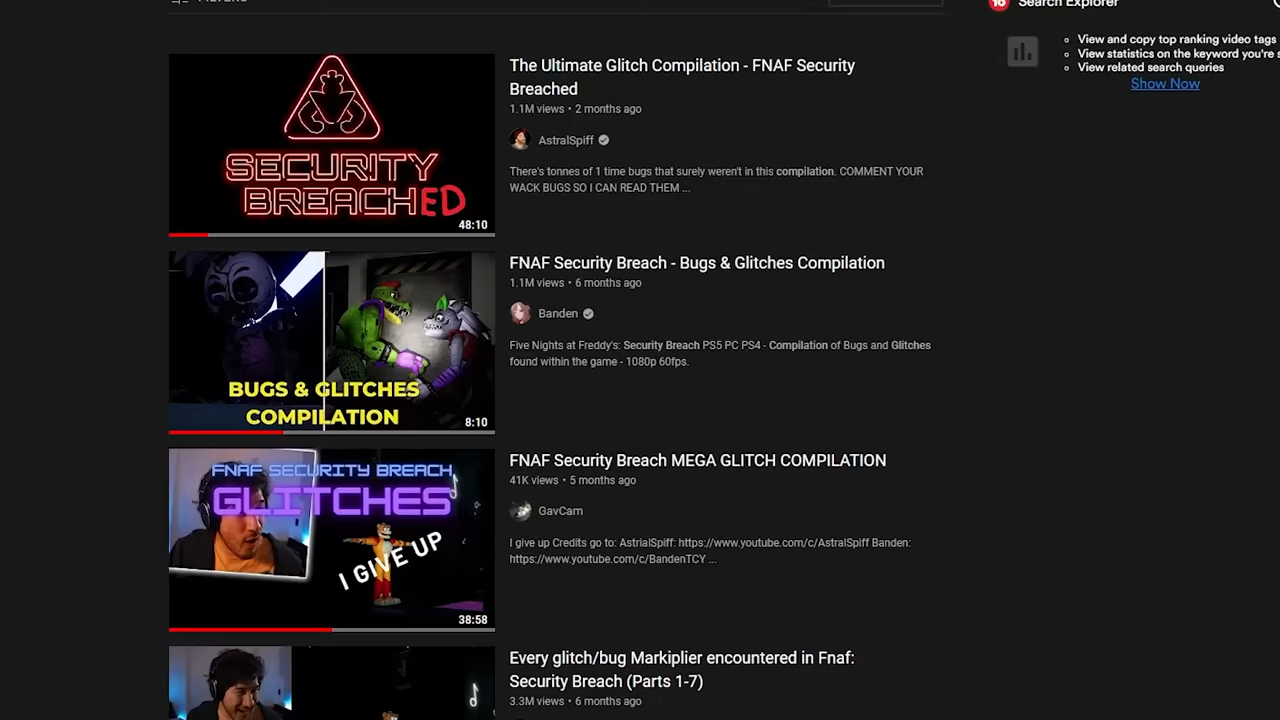 FILTERS
Search Explorer
View and copy top ranking video tags
View statistics on the keyword you're s
View related search queries
Show Now
SECURITY
BREACHED
48:10
The Ultimate Glitch Compilation - FNAF Security
Breached
1.1M views • 2 months ago
AstralSpiff
There's tonnes of 1 time bugs that surely weren't in this compilation. COMMENT YOUR
WACK BUGS SO I CAN READ THEM ...
BUGS & GLITCHES
COMPILATION
8:10
FNAF Security Breach - Bugs & Glitches Compilation
1.1M views • 6 months ago
Banden
Five Nights at Freddy's: Security Breach PS5 PC PS4 - Compilation of Bugs and Glitches
found within the game - 1080p 60fps.
FNAF SECURITY BREACH
GLITCHES
I GIVE UP
38:58
FNAF Security Breach MEGA GLITCH COMPILATION
41K views • 5 months ago
GavCam
I give up Credits go to: AstrialSpiff: https://www.youtube.com/c/AstralSpiff Banden:
https://www.youtube.com/c/BandenTCY ...
Every glitch/bug Markiplier encountered in Fnaf:
Security Breach (Parts 1-7)
3.3M views • 6 months ago